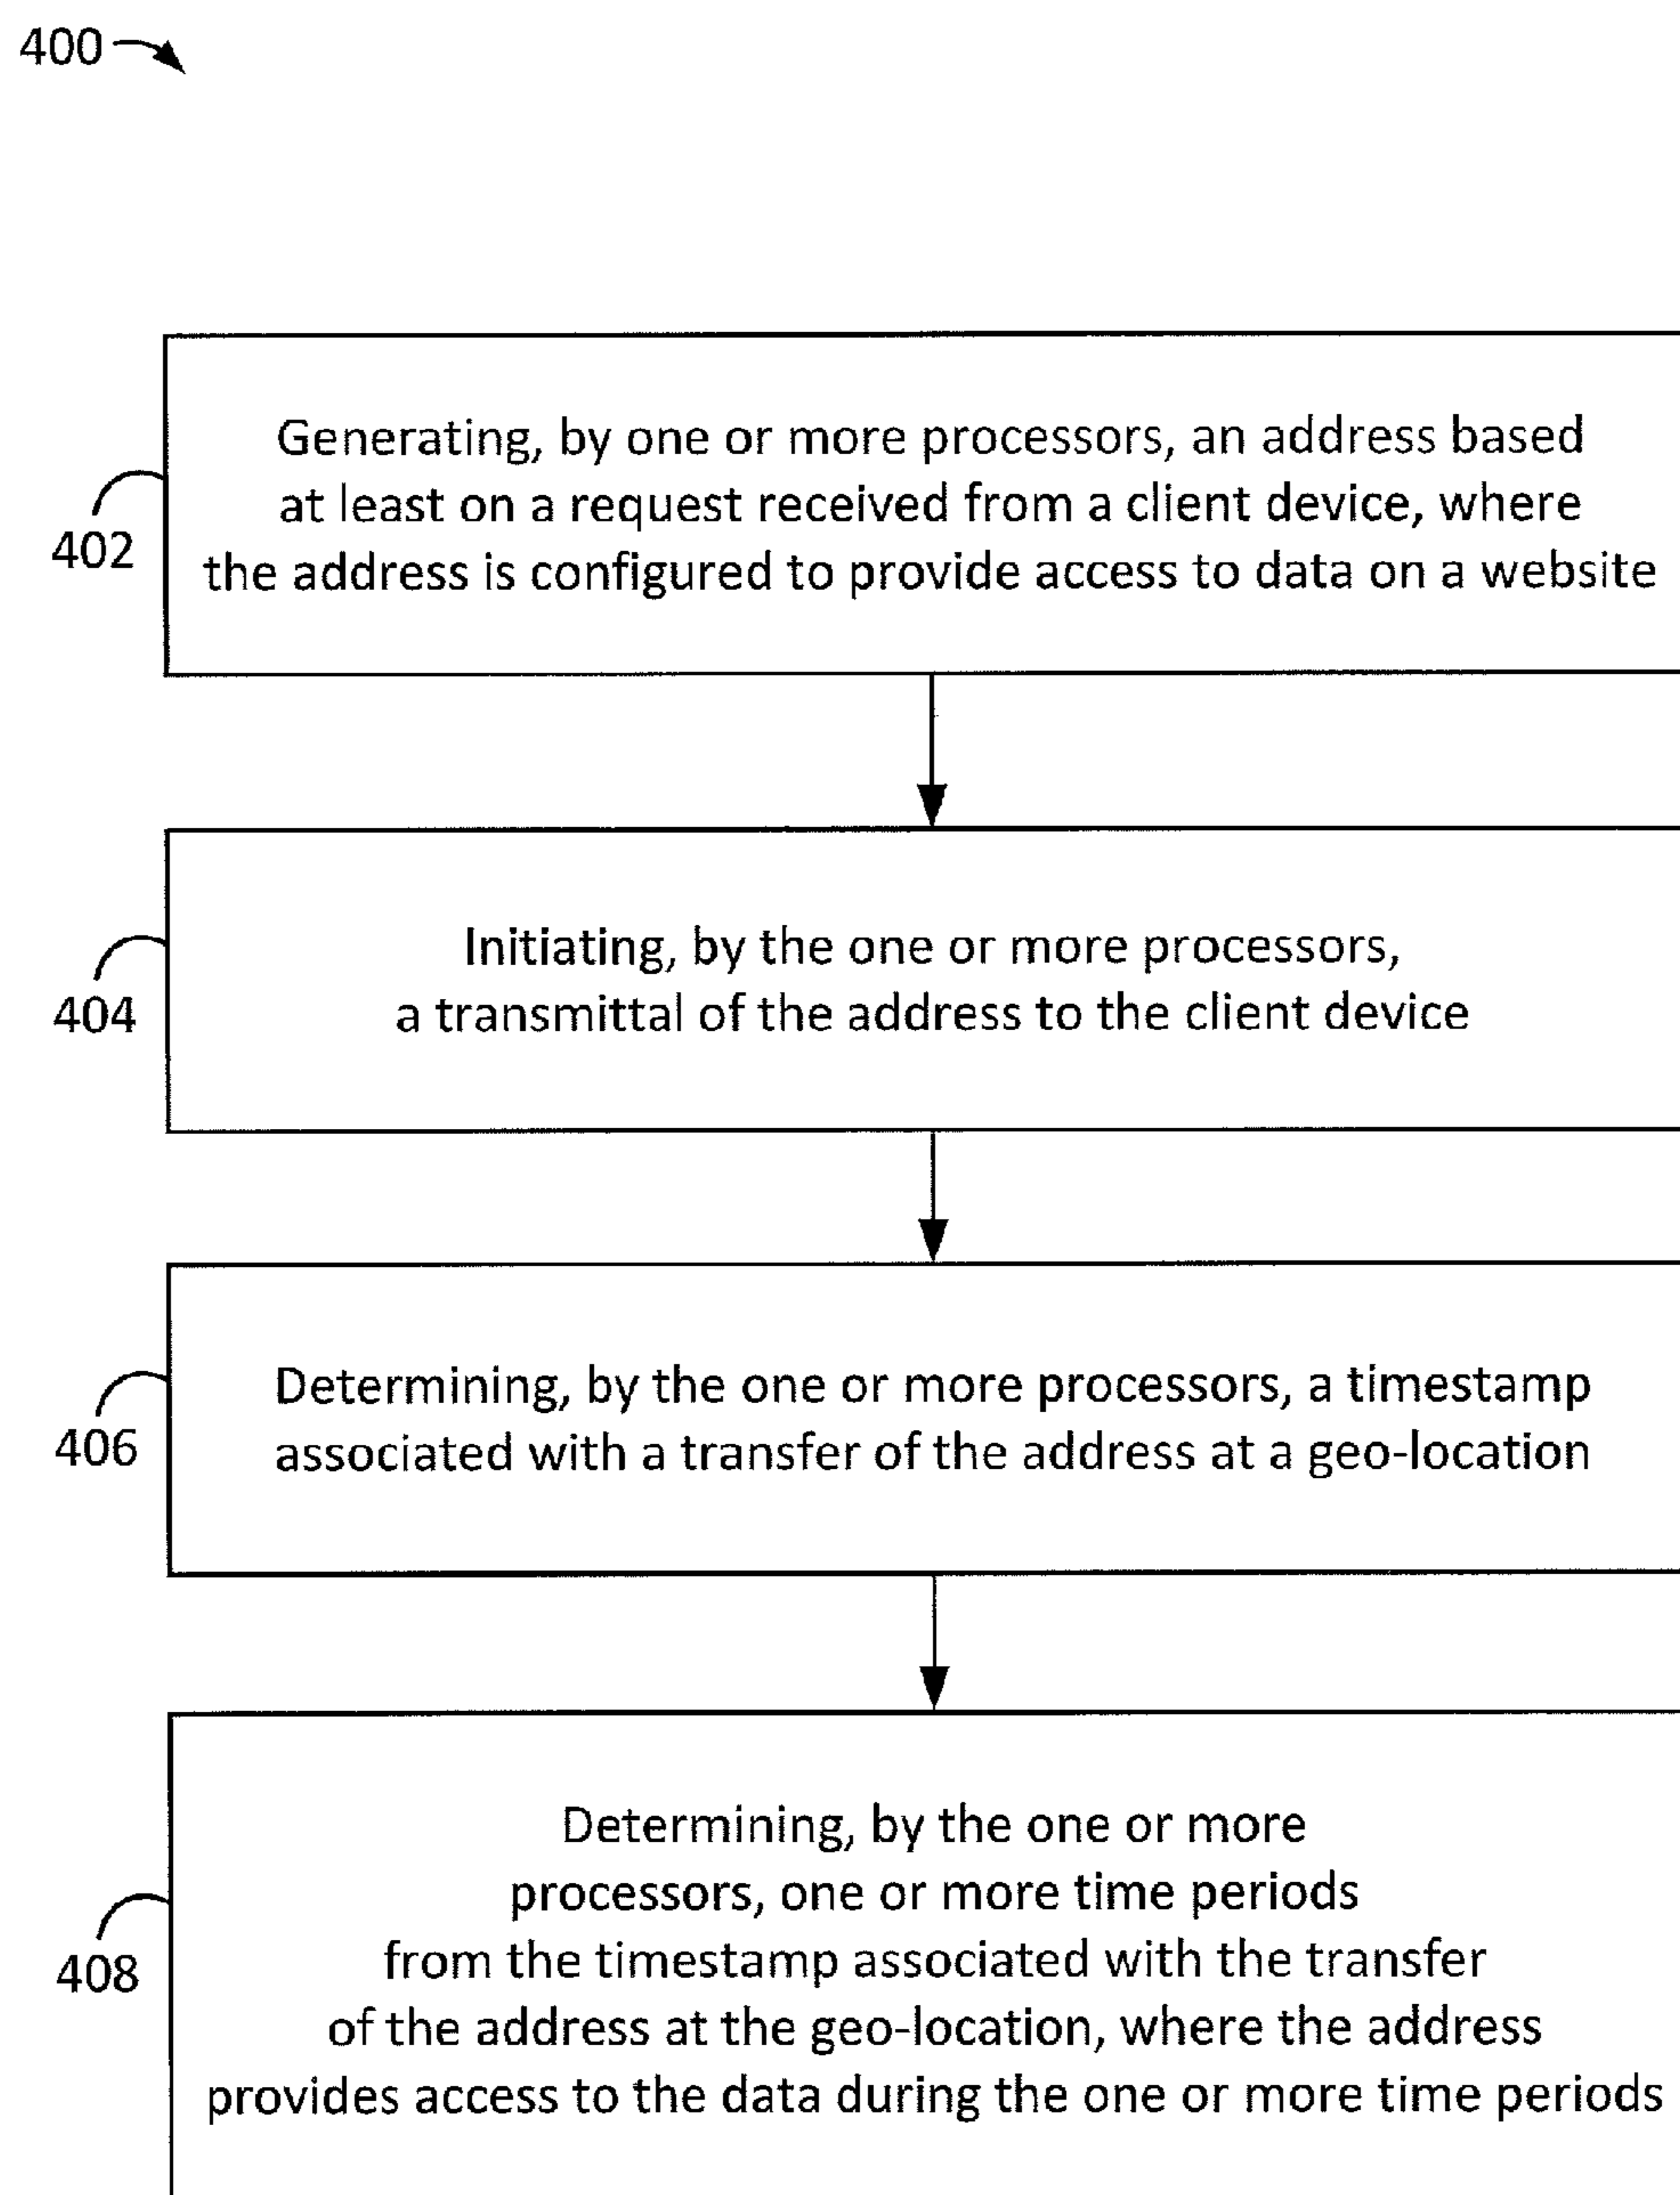 400
Generating, by one or more processors, an address based
at least on a request received from a client device, where
the address is configured to provide access to data on a website
402
Initiating, by the one or more processors,
a transmittal of the address to the client device
404
Determining, by the one or more processors, a timestamp
associated with a transfer of the address at a geo-location
406
Determining, by the one or more
processors, one or more time periods
from the timestamp associated with the transfer
of the address at the geo-location, where the address
provides access to the data during the one or more time periods
408